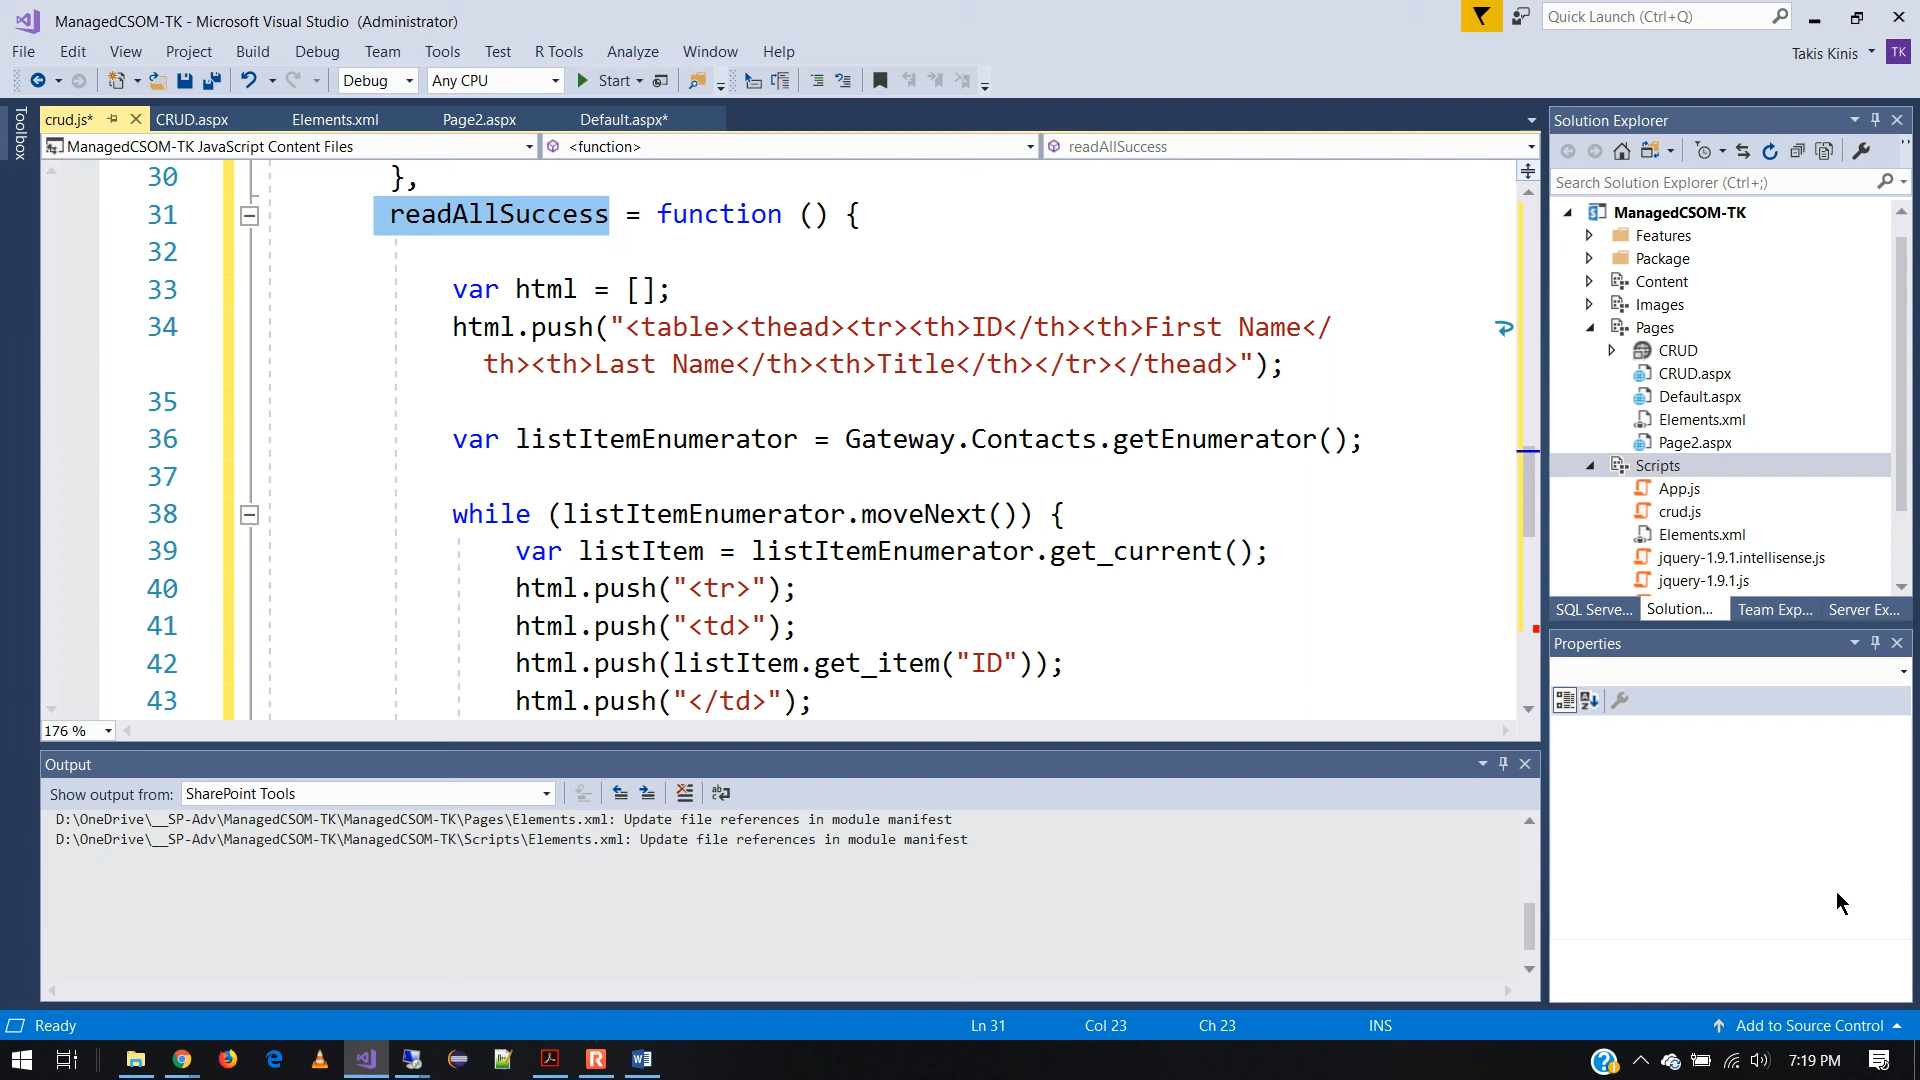 ManagedCSOM-TK - Microsoft Visual Studio (Administrator)
Quick Launch (Ctrl+Q)
File Edit View Project Build Debug Team Tools Test R Tools Analyze Window Help
Takis Kinis TK
Debug Any CPU Start
Toolbox
crud.js* CRUD.aspx Elements.xml Page2.aspx Default.aspx*
ManagedCSOM-TK JavaScript Content Files <function> readAllSuccess
30 },
31 readAllSuccess = function () {
32
33 var html = [];
34 html.push("<table><thead><tr><th>ID</th><th>First Name</
th><th>Last Name</th><th>Title</th></tr></thead>");
35
36 var listItemEnumerator = Gateway.Contacts.getEnumerator();
37
38 while (listItemEnumerator.moveNext()) {
39 var listItem = listItemEnumerator.get_current();
40 html.push("<tr>");
41 html.push("<td>");
42 html.push(listItem.get_item("ID"));
43 html.push("</td>");
176 %
Output
Show output from: SharePoint Tools
D:\OneDrive\__SP-Adv\ManagedCSOM-TK\ManagedCSOM-TK\Pages\Elements.xml: Update file references in module manifest
D:\OneDrive\__SP-Adv\ManagedCSOM-TK\ManagedCSOM-TK\Scripts\Elements.xml: Update file references in module manifest
Solution Explorer
Search Solution Explorer (Ctrl+;)
ManagedCSOM-TK
Features
Package
Content
Images
Pages
CRUD
CRUD.aspx
Default.aspx
Elements.xml
Page2.aspx
Scripts
App.js
crud.js
Elements.xml
jquery-1.9.1.intellisense.js
jquery-1.9.1.js
SQL Serve... Solution... Team Exp... Server Ex...
Properties
Ready Ln 31 Col 23 Ch 23 INS Add to Source Control
7:19 PM